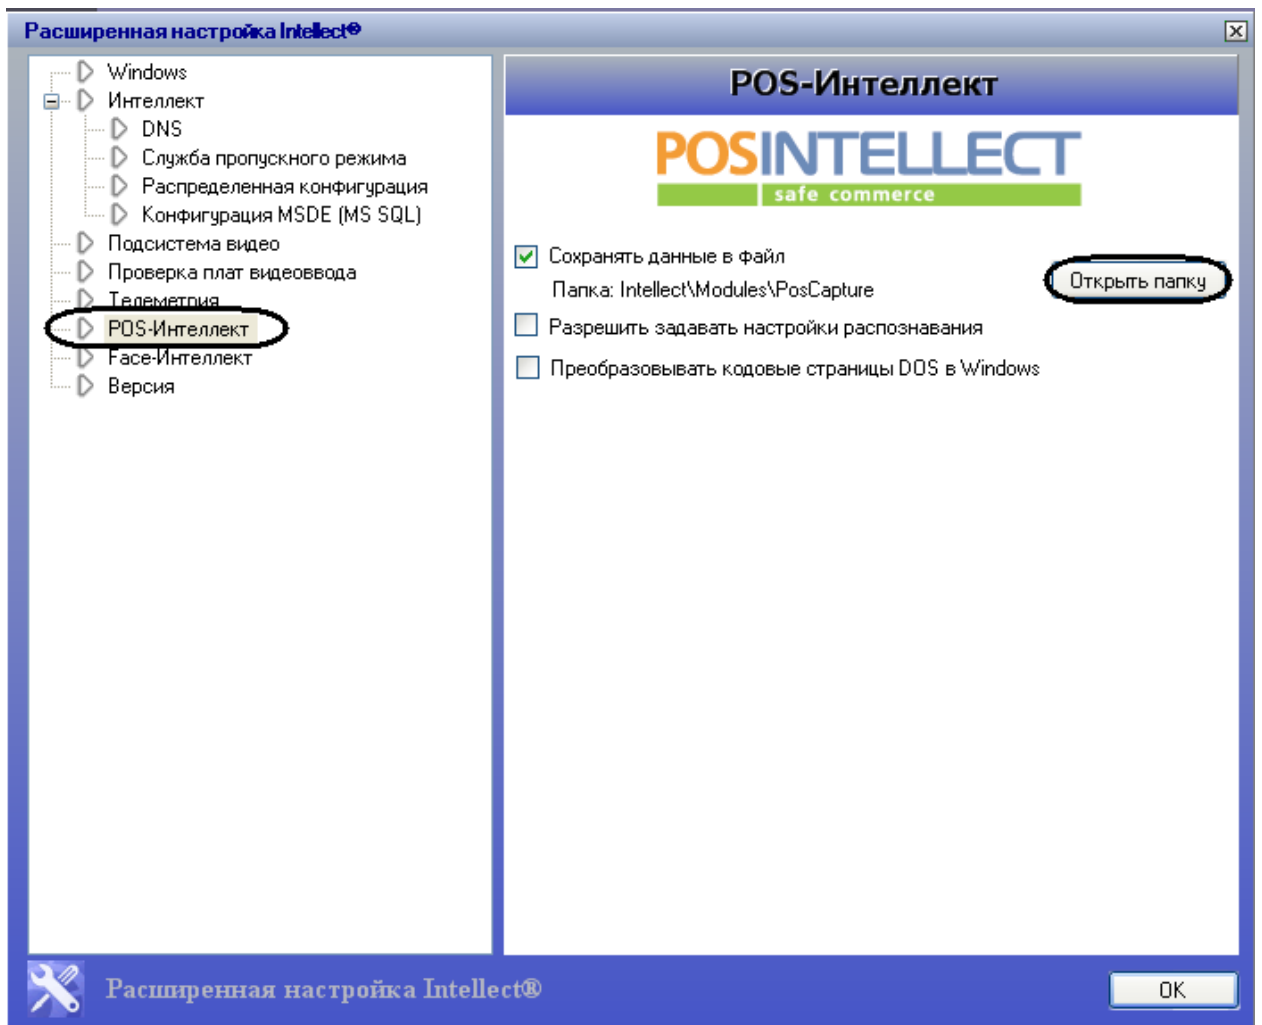 Расширенная настройка Intellect®
Windows
Интеллект
DNS
Служба пропускного режима
Распределенная конфигурация
Конфигурация MSDE (MS SQL)
Подсистема видео
Проверка плат видеоввода
Телеметрия
POS-Интеллект
Face-Интеллект
Версия
POS-Интеллект
POSINTELLECT
safe commerce
Сохранять данные в файл
Папка: Intellect\Modules\PosCapture
Открыть папку
Разрешить задавать настройки распознавания
Преобразовывать кодовые страницы DOS в Windows
Расширенная настройка Intellect®
OK